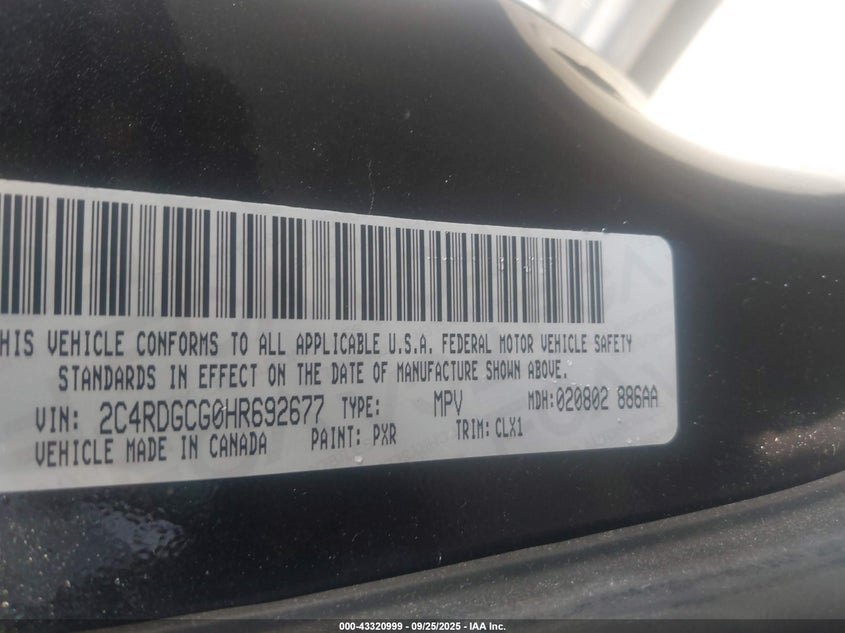 HIS VEHICLE CONFORMS TO ALL APPLICABLE U.S.A. FEDERAL MOTOR VEHICLE SAFETY
STANDARDS IN EFFECT ON THE DATE OF MANUFACTURE SHOWN ABOVE.
VIN: 2C4RDGCG0HR692677 TYPE: MPV MDH: 020802 886AA
VEHICLE MADE IN CANADA PAINT: PXR TRIM: CLX1
000-43320999 - 09/25/2025 - IAA Inc.